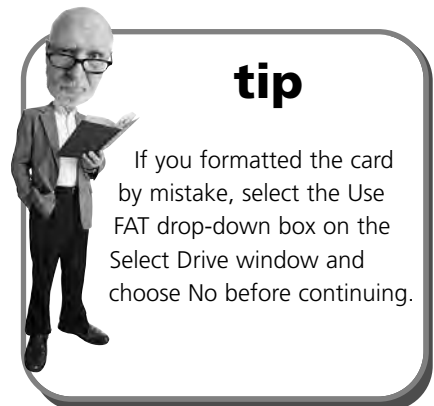 tip
If you formatted the card
by mistake, select the Use
FAT drop-down box on the
Select Drive window and
choose No before continuing.